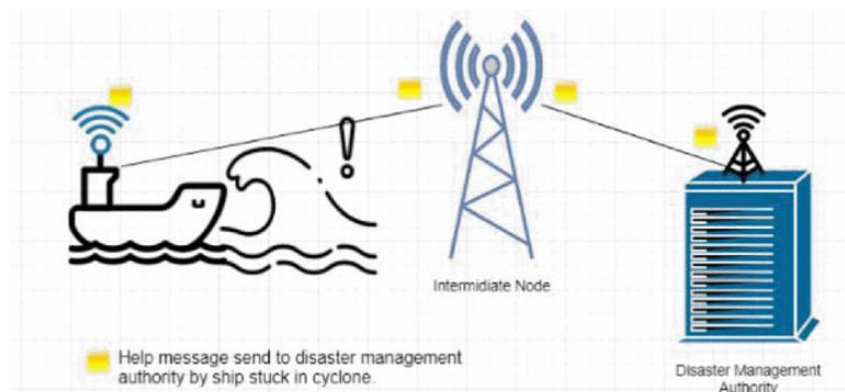 Intermidiate Node
Help message send to disaster management
authority by ship stuck in cyclone.
Disaster Management
Authority